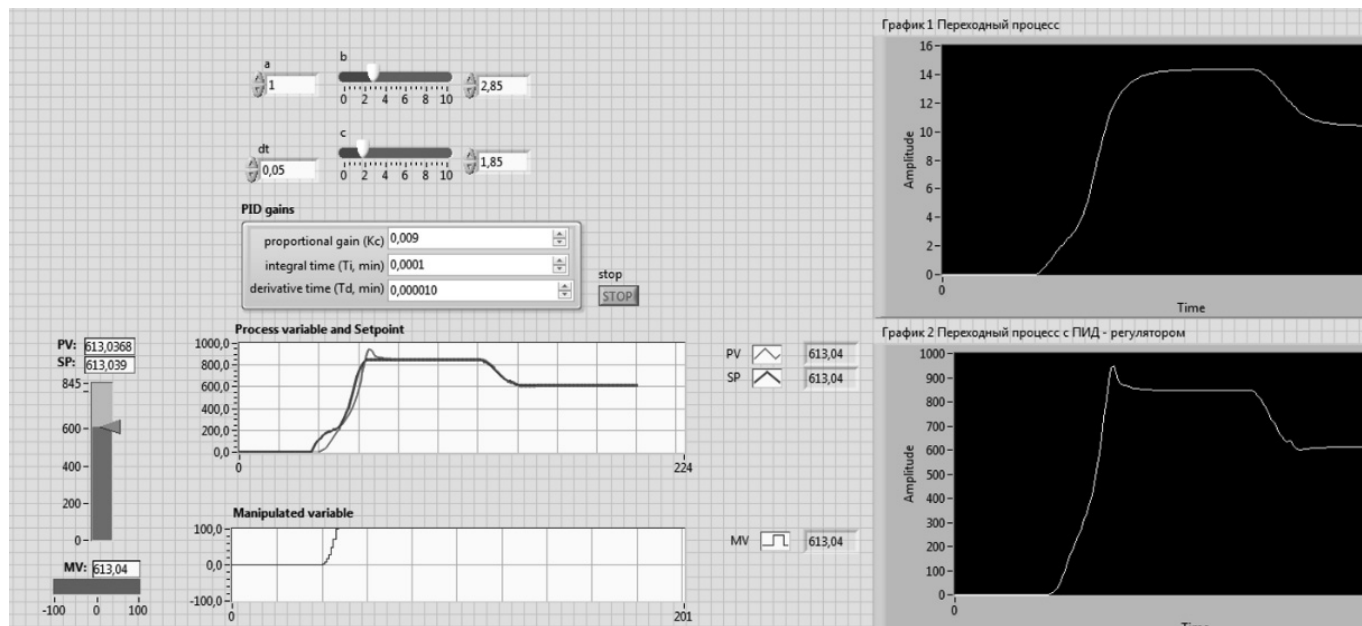 График 1 Переходный процесс
a
1
b
0 2 4 6 8 10
2,85
dt
0,05
c
0 2 4 6 8 10
1,85
PID gains
proportional gain (Kc) 0,009
integral time (Ti, min) 0,0001
derivative time (Td, min) 0,000010
stop
STOP
16
14
12
10
8
6
4
2
0
Amplitude
0
Time
PV: 613,0368
SP: 613,039
845
600
400
200
0
MV: 613,04
-100 0 100
Process variable and Setpoint
1000,0
800,0
600,0
400,0
200,0
0,0
0 224
PV 613,04
SP 613,04
Manipulated variable
100,0
0,0
-100,0
0 201
MV 613,04
График 2 Переходный процесс с ПИД - регулятором
1000
900
800
700
600
500
400
300
200
100
0
Amplitude
0
Time